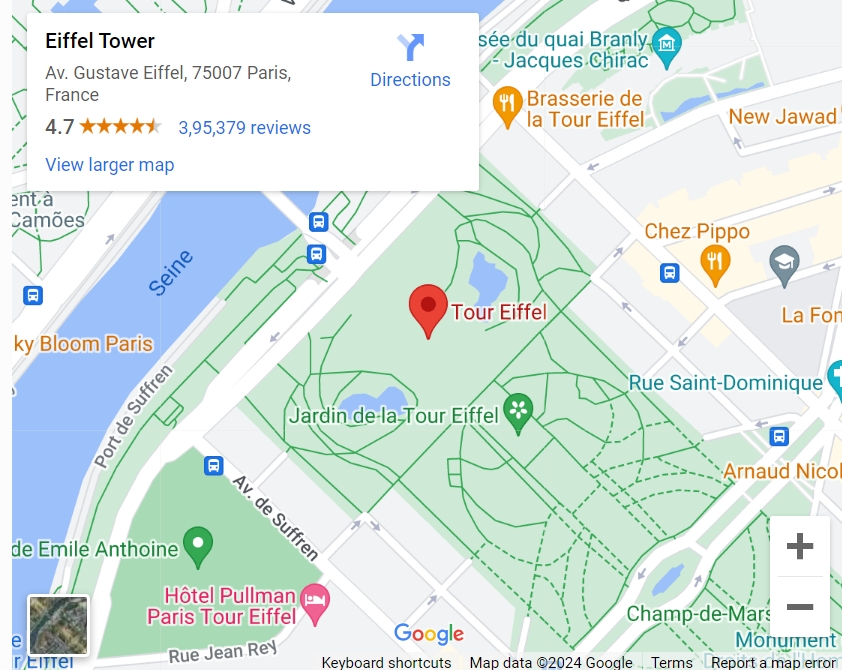 Eiffel Tower
Av. Gustave Eiffel, 75007 Paris,
France
Directions
4.7
3,95,379 reviews
View larger map
sée du quai Branly
- Jacques Chirac
Brasserie de
la Tour Eiffel
New Jawad
ent à
Camões
Seine
Chez Pippo
Tour Eiffel
La Fon
ky Bloom Paris
Port de Suffren
Rue Saint-Dominique
Jardin de la Tour Eiffel
Arnaud Nicol
Av. de Suffren
de Emile Anthoine
Hôtel Pullman
Paris Tour Eiffel
Champ-de-Mars
Google
Monument
Rue Jean Rey
r Eiffel
Keyboard shortcuts
Map data ©2024 Google
Terms
Report a map error